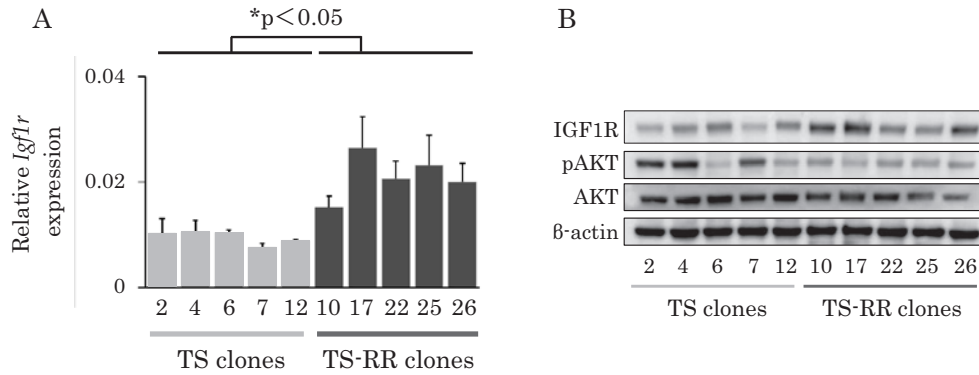 A
*p＜0.05
Relative Igf1r
expression
0.04
0.02
0
2 4 6 7 12 10 17 22 25 26
TS clones TS-RR clones
B
IGF1R
pAKT
AKT
β-actin
2 4 6 7 12 10 17 22 25 26
TS clones TS-RR clones